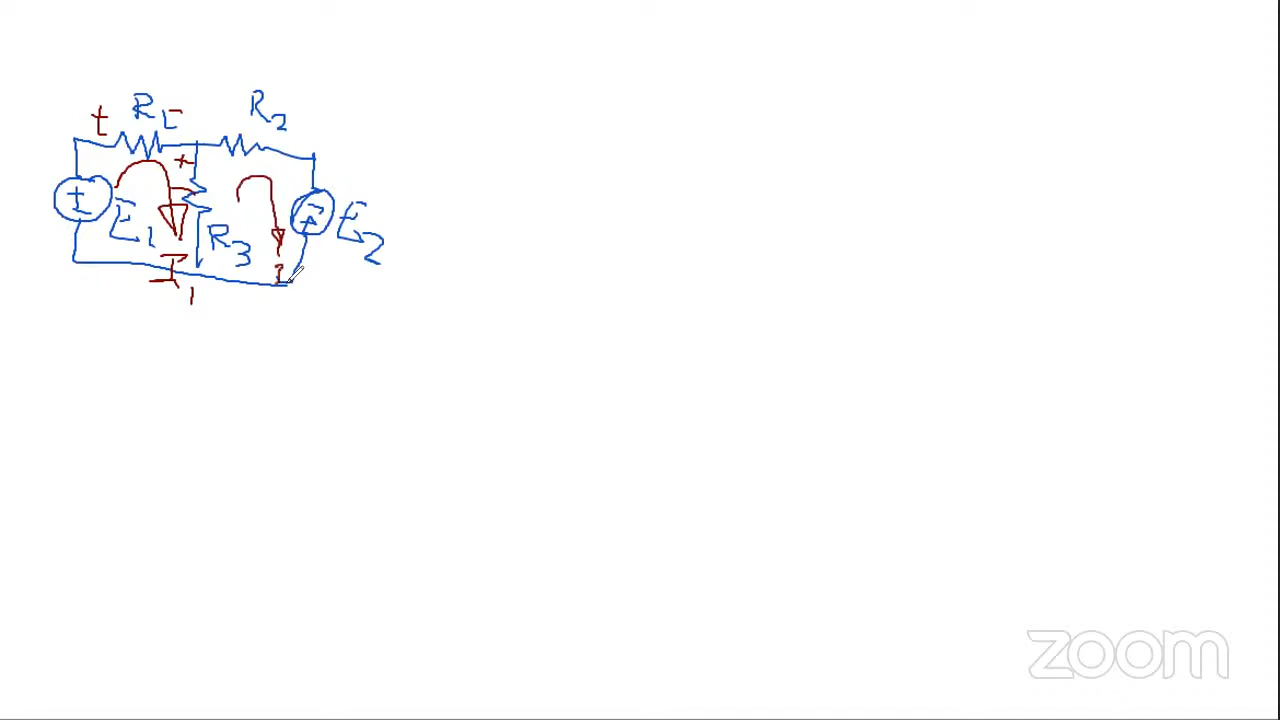 + R1 - R2
+
+ - E1 - + E2
R3
I1 I
zoom